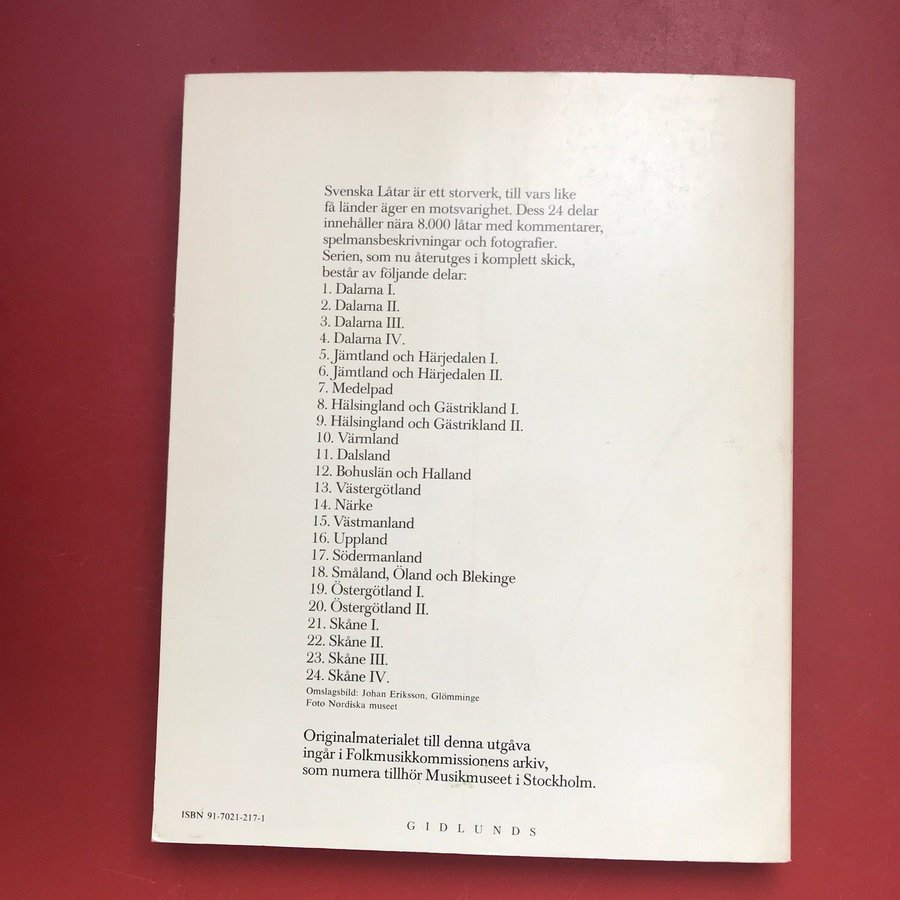 Svenska Låtar är ett storverk, till vars like
få länder äger en motsvarighet. Dess 24 delar
innehåller nära 8.000 låtar med kommentarer,
spelmansbeskrivningar och fotografier.
Serien, som nu återutges i komplett skick,
består av följande delar:
1. Dalarna I.
2. Dalarna II.
3. Dalarna III.
4. Dalarna IV.
5. Jämtland och Härjedalen I.
6. Jämtland och Härjedalen II.
7. Medelpad
8. Hälsingland och Gästrikland I.
9. Hälsingland och Gästrikland II.
10. Värmland
11. Dalsland
12. Bohuslän och Halland
13. Västergötland
14. Närke
15. Västmanland
16. Uppland
17. Södermanland
18. Småland, Öland och Blekinge
19. Östergötland I.
20. Östergötland II.
21. Skåne I.
22. Skåne II.
23. Skåne III.
24. Skåne IV.
Omslagsbild: Johan Eriksson, Glömminge
Foto Nordiska museet
Originalmaterialet till denna utgåva
ingår i Folkmusikkommissionens arkiv,
som numera tillhör Musikmuseet i Stockholm.
ISBN 91-7021-217-1
GIDLUNDS